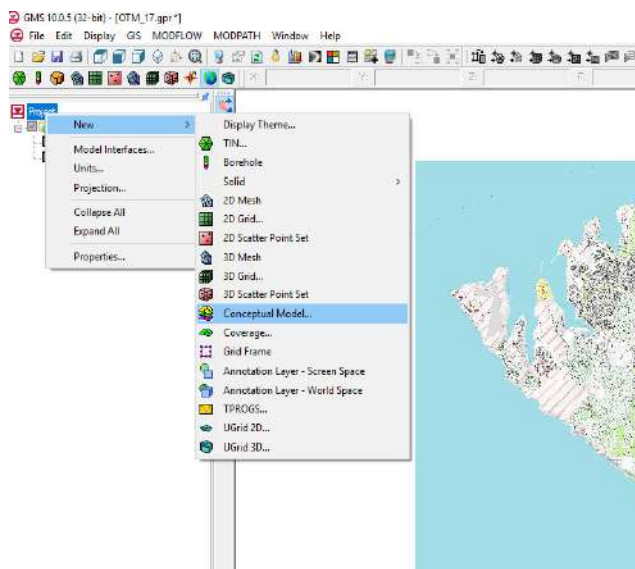 GMS 10.0.5 (32-bit) - [OTM_17.gpr*]
File Edit Display GIS MODFLOW MODPATH Window Help
X: Y: Z: F:
Project
New
Model Interfaces...
Units...
Projection...
Collapse All
Expand All
Properties...
Display Theme...
TIN...
Borehole
Solid
2D Mesh
2D Grid...
2D Scatter Point Set
3D Mesh
3D Grid...
3D Scatter Point Set
Conceptual Model...
Coverage...
Grid Frame
Annotation Layer - Screen Space
Annotation Layer - World Space
TPROGS...
UGrid 2D...
UGrid 3D...